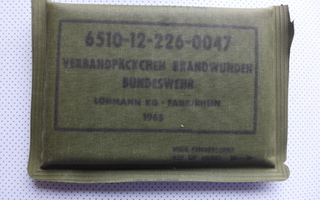 6510-12-226-0047
VERBANDPÄCKCHEN BRANDWUNDEN
BUNDESWEHR
LOHMANN KG · FAHR/RHEIN
1965